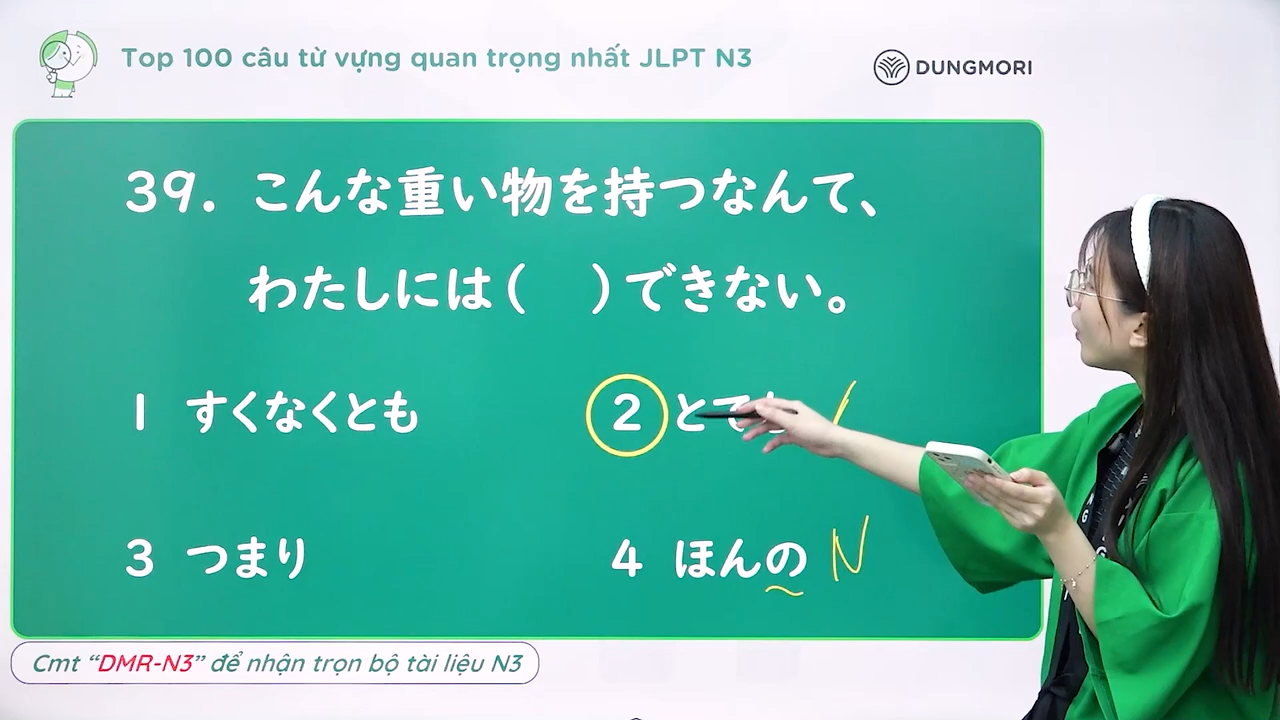 Top 100 câu từ vựng quan trọng nhất JLPT N3
DUNGMORI
39. こんな重い物を持つなんて、
わたしには( )できない。
1 すくなくとも
2 とても
3 つまり
4 ほんの N
Cmt “DMR-N3” để nhận trọn bộ tài liệu N3